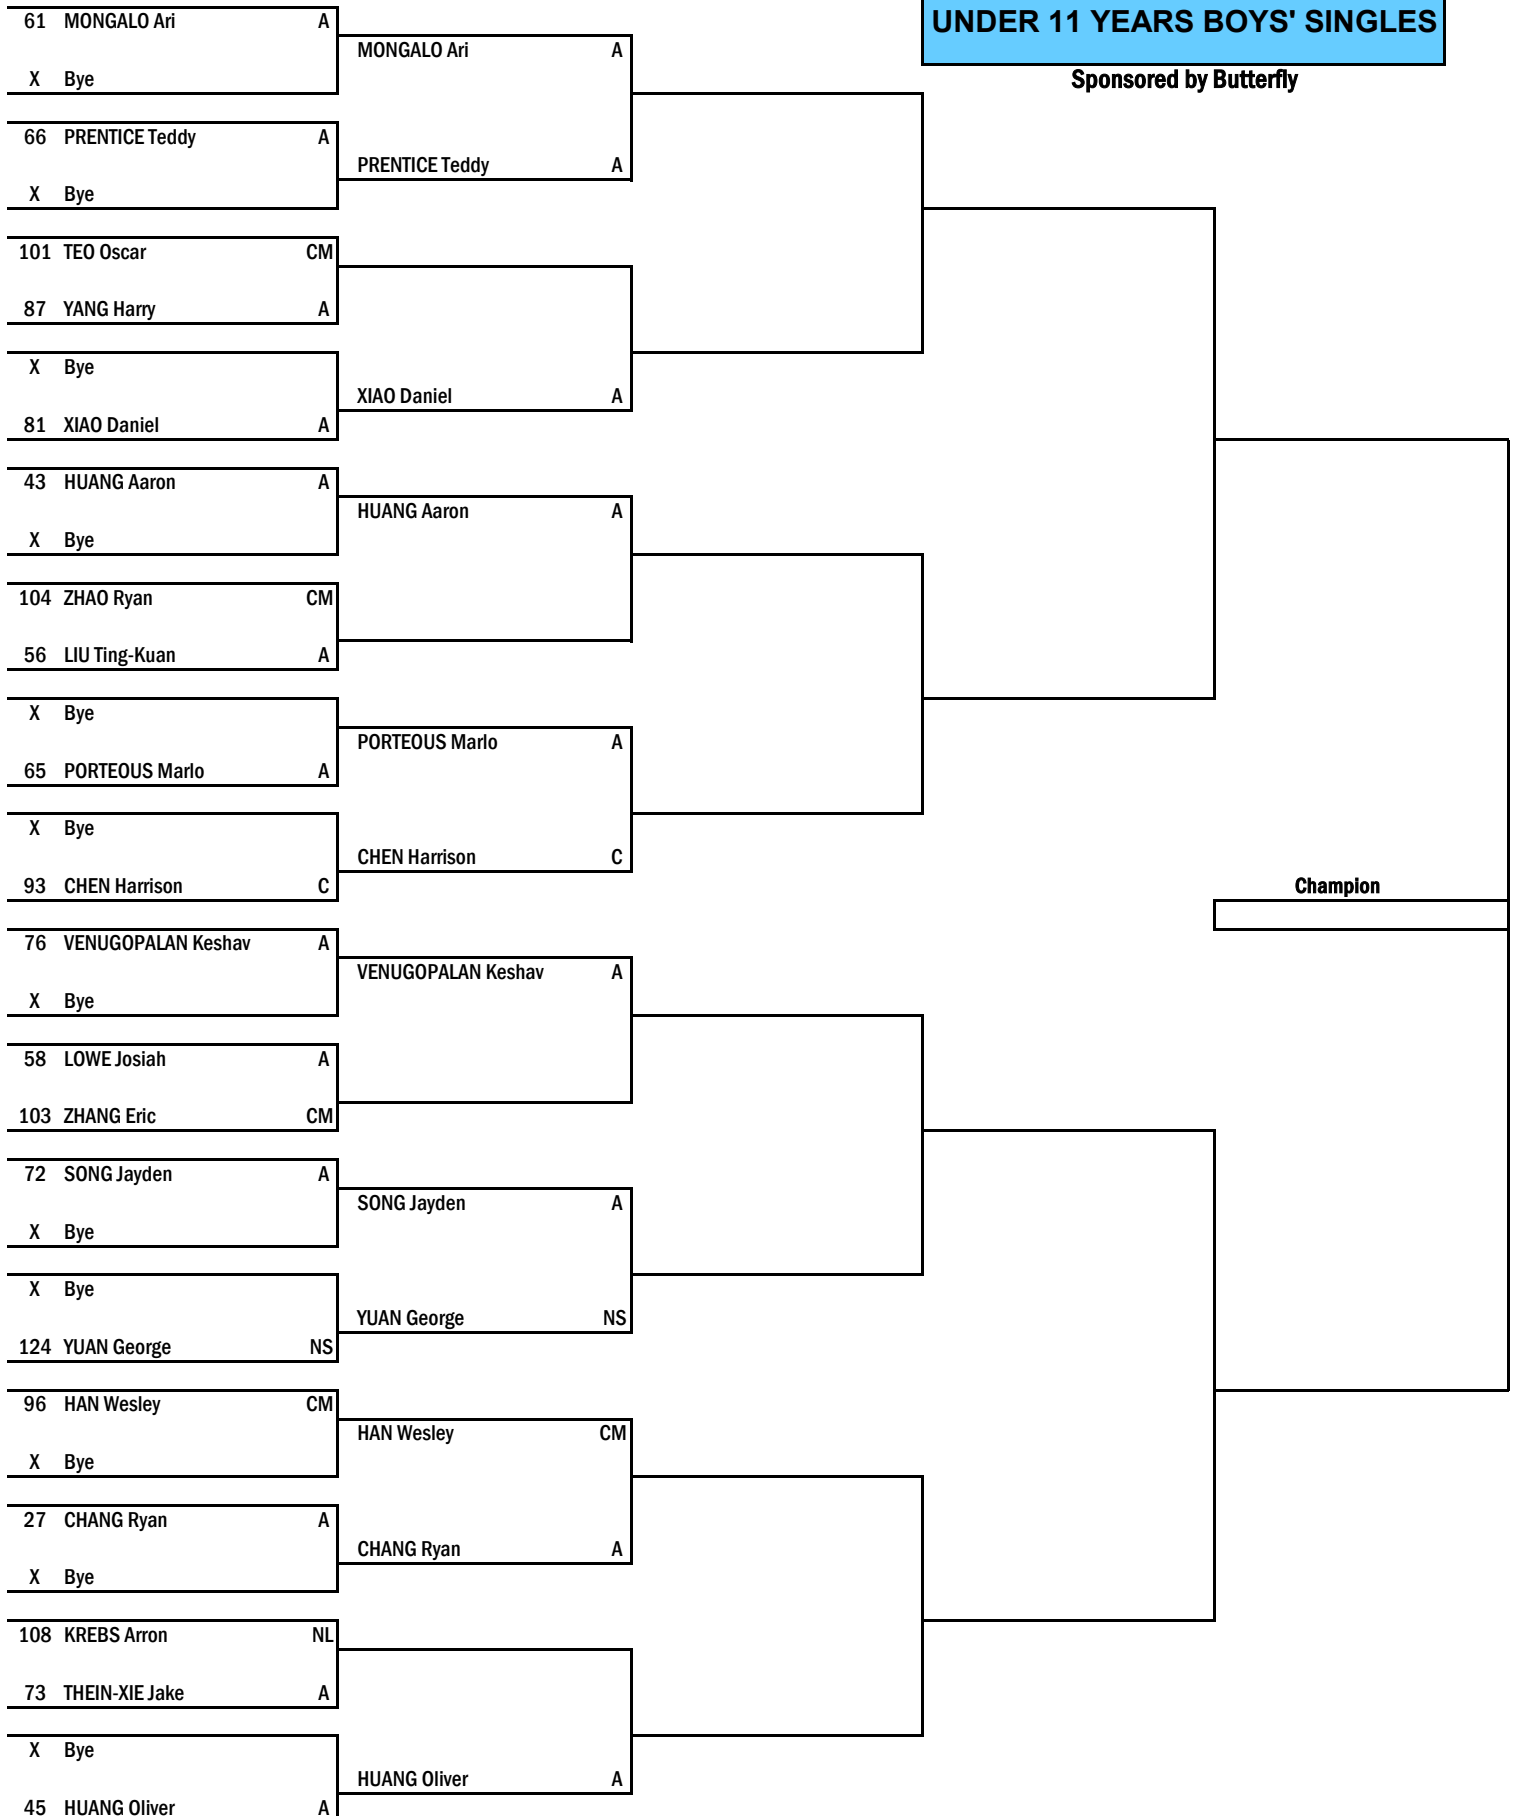 UNDER 11 YEARS BOYS' SINGLES
Sponsored by Butterfly
61 MONGALO Ari A
MONGALO Ari A
X Bye
66 PRENTICE Teddy A
PRENTICE Teddy A
X Bye
101 TEO Oscar CM
87 YANG Harry A
X Bye
XIAO Daniel A
81 XIAO Daniel A
43 HUANG Aaron A
HUANG Aaron A
X Bye
104 ZHAO Ryan CM
56 LIU Ting-Kuan A
X Bye
PORTEOUS Marlo A
65 PORTEOUS Marlo A
X Bye
CHEN Harrison C
93 CHEN Harrison C
Champion
76 VENUGOPALAN Keshav A
VENUGOPALAN Keshav A
X Bye
58 LOWE Josiah A
103 ZHANG Eric CM
72 SONG Jayden A
SONG Jayden A
X Bye
X Bye
YUAN George NS
124 YUAN George NS
96 HAN Wesley CM
HAN Wesley CM
X Bye
27 CHANG Ryan A
CHANG Ryan A
X Bye
108 KREBS Arron NL
73 THEIN-XIE Jake A
X Bye
HUANG Oliver A
45 HUANG Oliver A